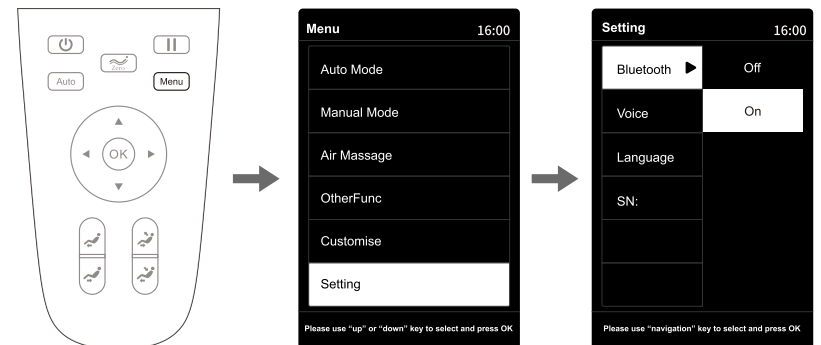 Zero
Auto
Menu
OK
Menu 16:00
Auto Mode
Manual Mode
Air Massage
OtherFunc
Customise
Setting
Please use “up” or “down” key to select and press OK
Setting 16:00
Bluetooth Off
Voice On
Language
SN:
Please use “navigation” key to select and press OK